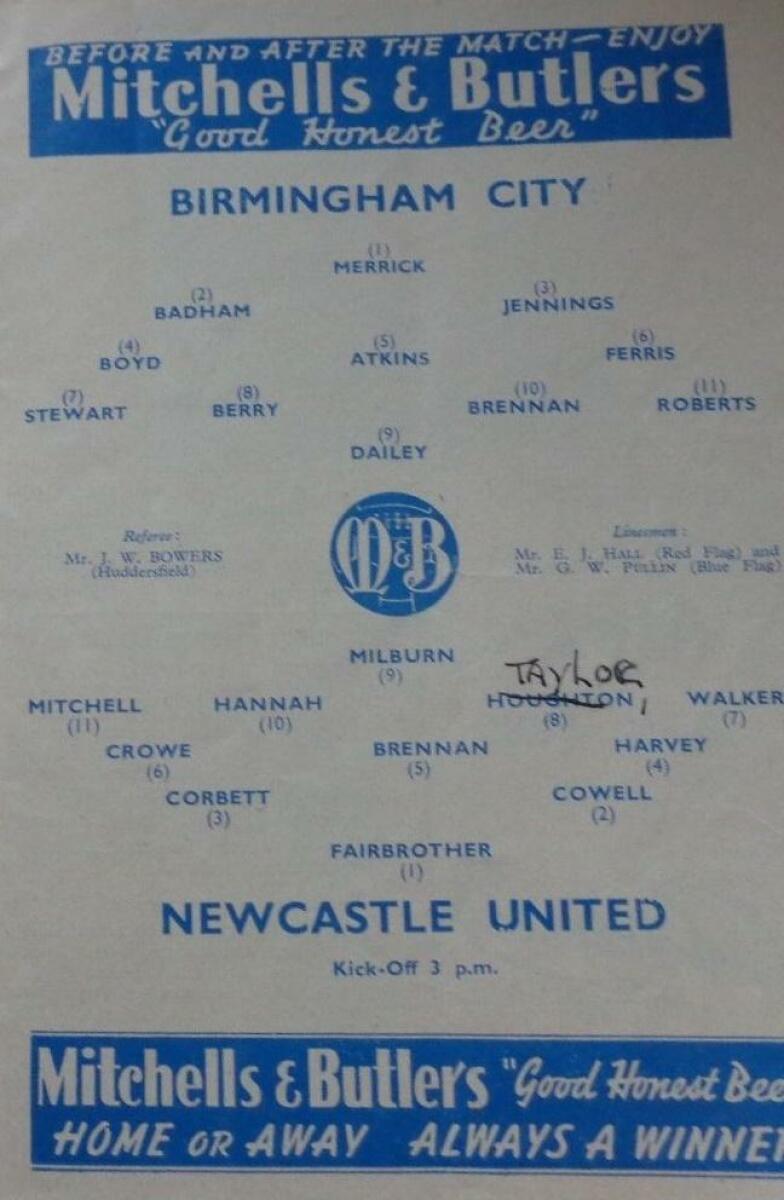 BEFORE AND AFTER THE MATCH—ENJOY
Mitchells & Butlers
"Good Honest Beer"
BIRMINGHAM CITY
(1)
MERRICK
(2) (3)
BADHAM JENNINGS
(4) (5) (6)
BOYD ATKINS FERRIS
(7) (8) (10) (11)
STEWART BERRY BRENNAN ROBERTS
(9)
DAILEY
Referee: Linesmen:
Mr. J. W. BOWERS Mr. E. J. HALL (Red Flag) and
(Huddersfield) Mr. G. W. PULLIN (Blue Flag)
M&B
MILBURN TAYLOR
(9)
MITCHELL HANNAH HOUGHTON, WALKER
(11) (10) (8) (7)
CROWE BRENNAN HARVEY
(6) (5) (4)
CORBETT COWELL
(3) (2)
FAIRBROTHER
(1)
NEWCASTLE UNITED
Kick-Off 3 p.m.
Mitchells & Butlers "Good Honest Bee
HOME OR AWAY ALWAYS A WINNE